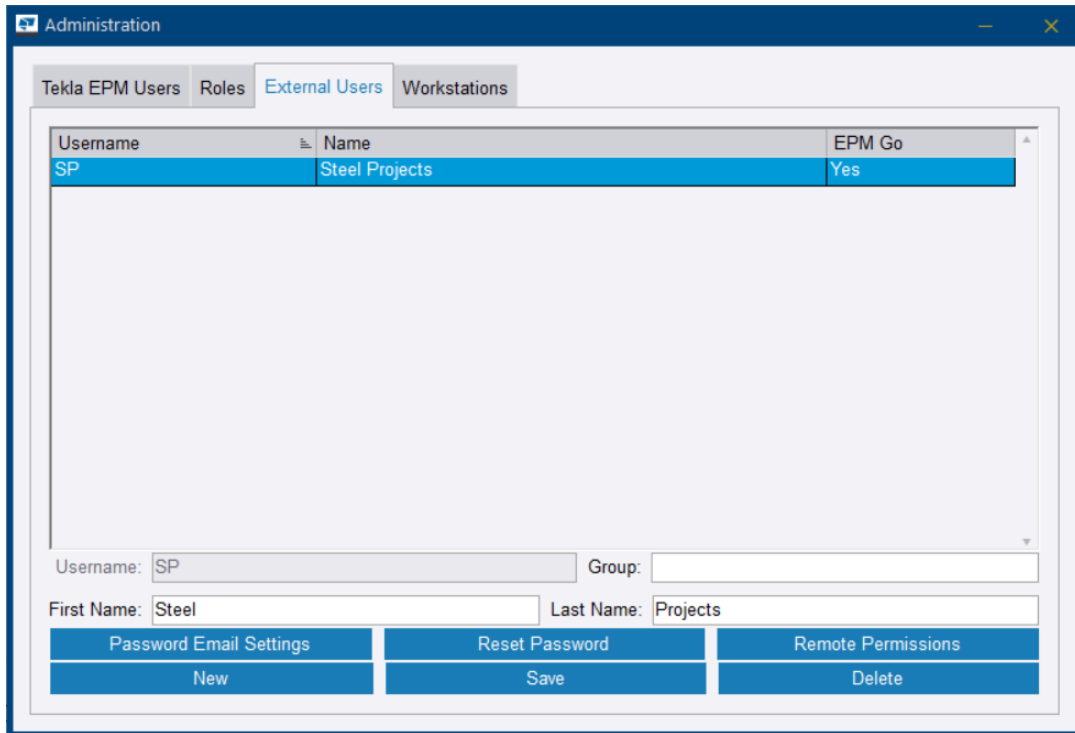 Administration
Tekla EPM Users Roles External Users Workstations
Username Name EPM Go
SP Steel Projects Yes
Username: SP Group:
First Name: Steel Last Name: Projects
Password Email Settings Reset Password Remote Permissions
New Save Delete